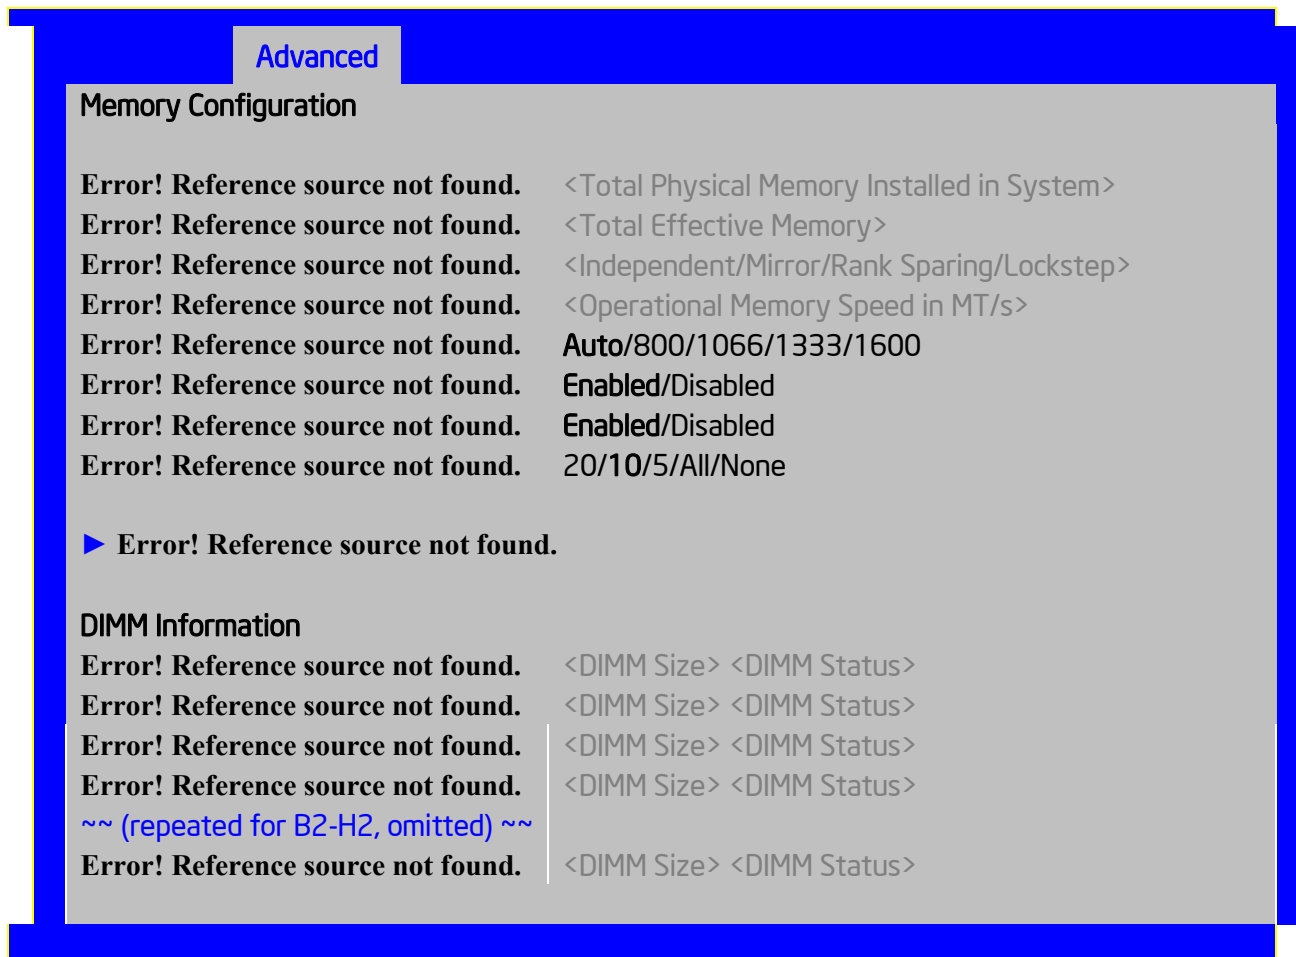 Advanced
Memory Configuration
Error! Reference source not found. <Total Physical Memory Installed in System>
Error! Reference source not found. <Total Effective Memory>
Error! Reference source not found. <Independent/Mirror/Rank Sparing/Lockstep>
Error! Reference source not found. <Operational Memory Speed in MT/s>
Error! Reference source not found. Auto/800/1066/1333/1600
Error! Reference source not found. Enabled/Disabled
Error! Reference source not found. Enabled/Disabled
Error! Reference source not found. 20/10/5/All/None
► Error! Reference source not found.
DIMM Information
Error! Reference source not found. <DIMM Size> <DIMM Status>
Error! Reference source not found. <DIMM Size> <DIMM Status>
Error! Reference source not found. <DIMM Size> <DIMM Status>
Error! Reference source not found. <DIMM Size> <DIMM Status>
~~ (repeated for B2-H2, omitted) ~~
Error! Reference source not found. <DIMM Size> <DIMM Status>